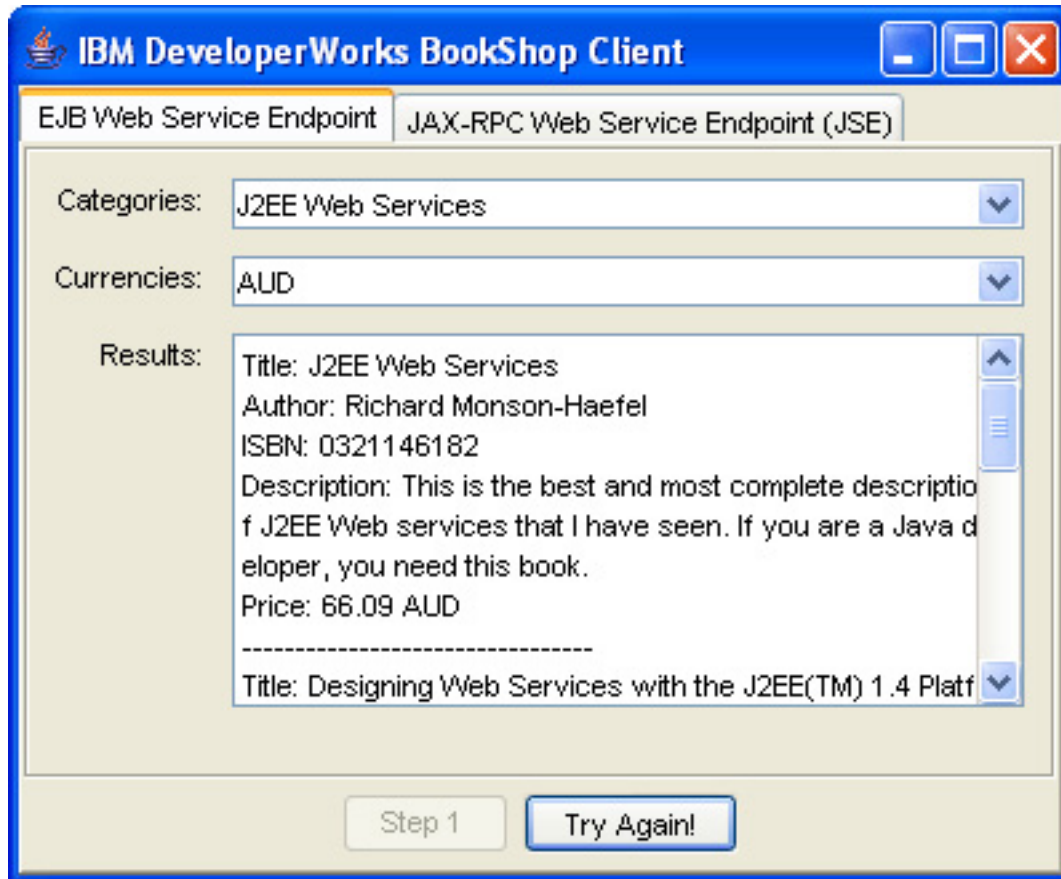 IBM DeveloperWorks BookShop Client
EJB Web Service Endpoint JAX-RPC Web Service Endpoint (JSE)
Categories: J2EE Web Services
Currencies: AUD
Results:
Title: J2EE Web Services
Author: Richard Monson-Haefel
ISBN: 0321146182
Description: This is the best and most complete descriptio
f J2EE Web services that I have seen. If you are a Java d
eloper, you need this book.
Price: 66.09 AUD
---------------------------------
Title: Designing Web Services with the J2EE(TM) 1.4 Platf
Step 1 Try Again!